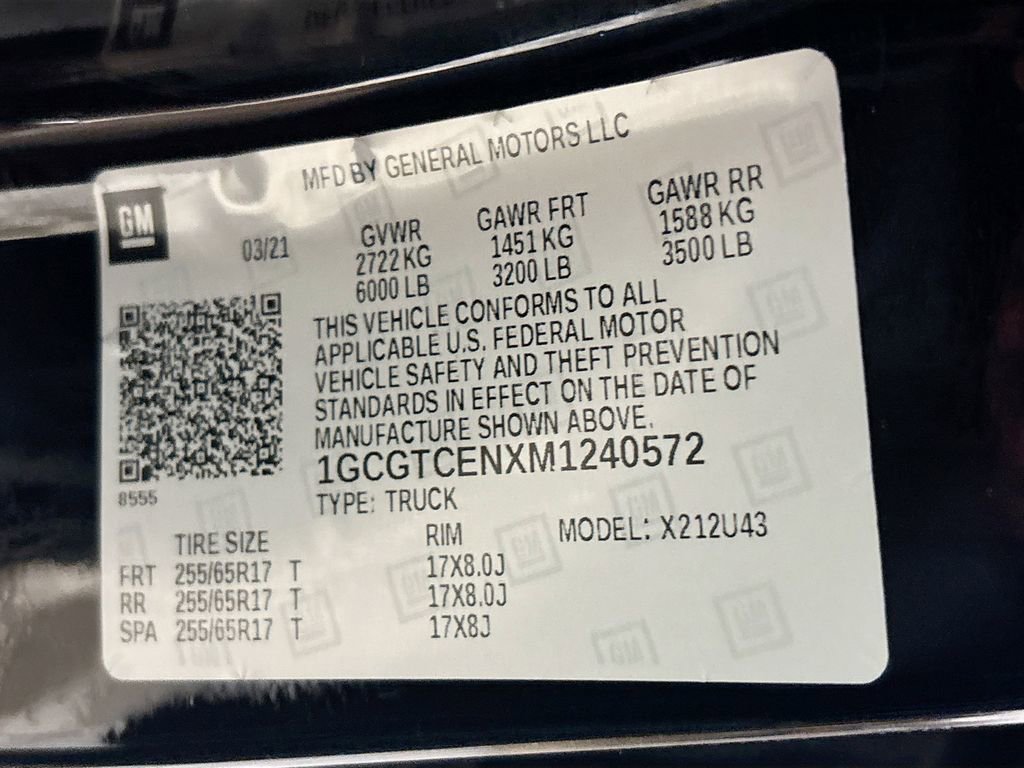 MFD BY GENERAL MOTORS LLC
GM
03/21
GVWR
2722 KG
6000 LB
GAWR FRT
1451 KG
3200 LB
GAWR RR
1588 KG
3500 LB
THIS VEHICLE CONFORMS TO ALL
APPLICABLE U.S. FEDERAL MOTOR
VEHICLE SAFETY AND THEFT PREVENTION
STANDARDS IN EFFECT ON THE DATE OF
MANUFACTURE SHOWN ABOVE.
1GCGTCENXM1240572
8555
TYPE: TRUCK
MODEL: X212U43
TIRE SIZE RIM
FRT 255/65R17 T 17X8.0J
RR 255/65R17 T 17X8.0J
SPA 255/65R17 T 17X8J